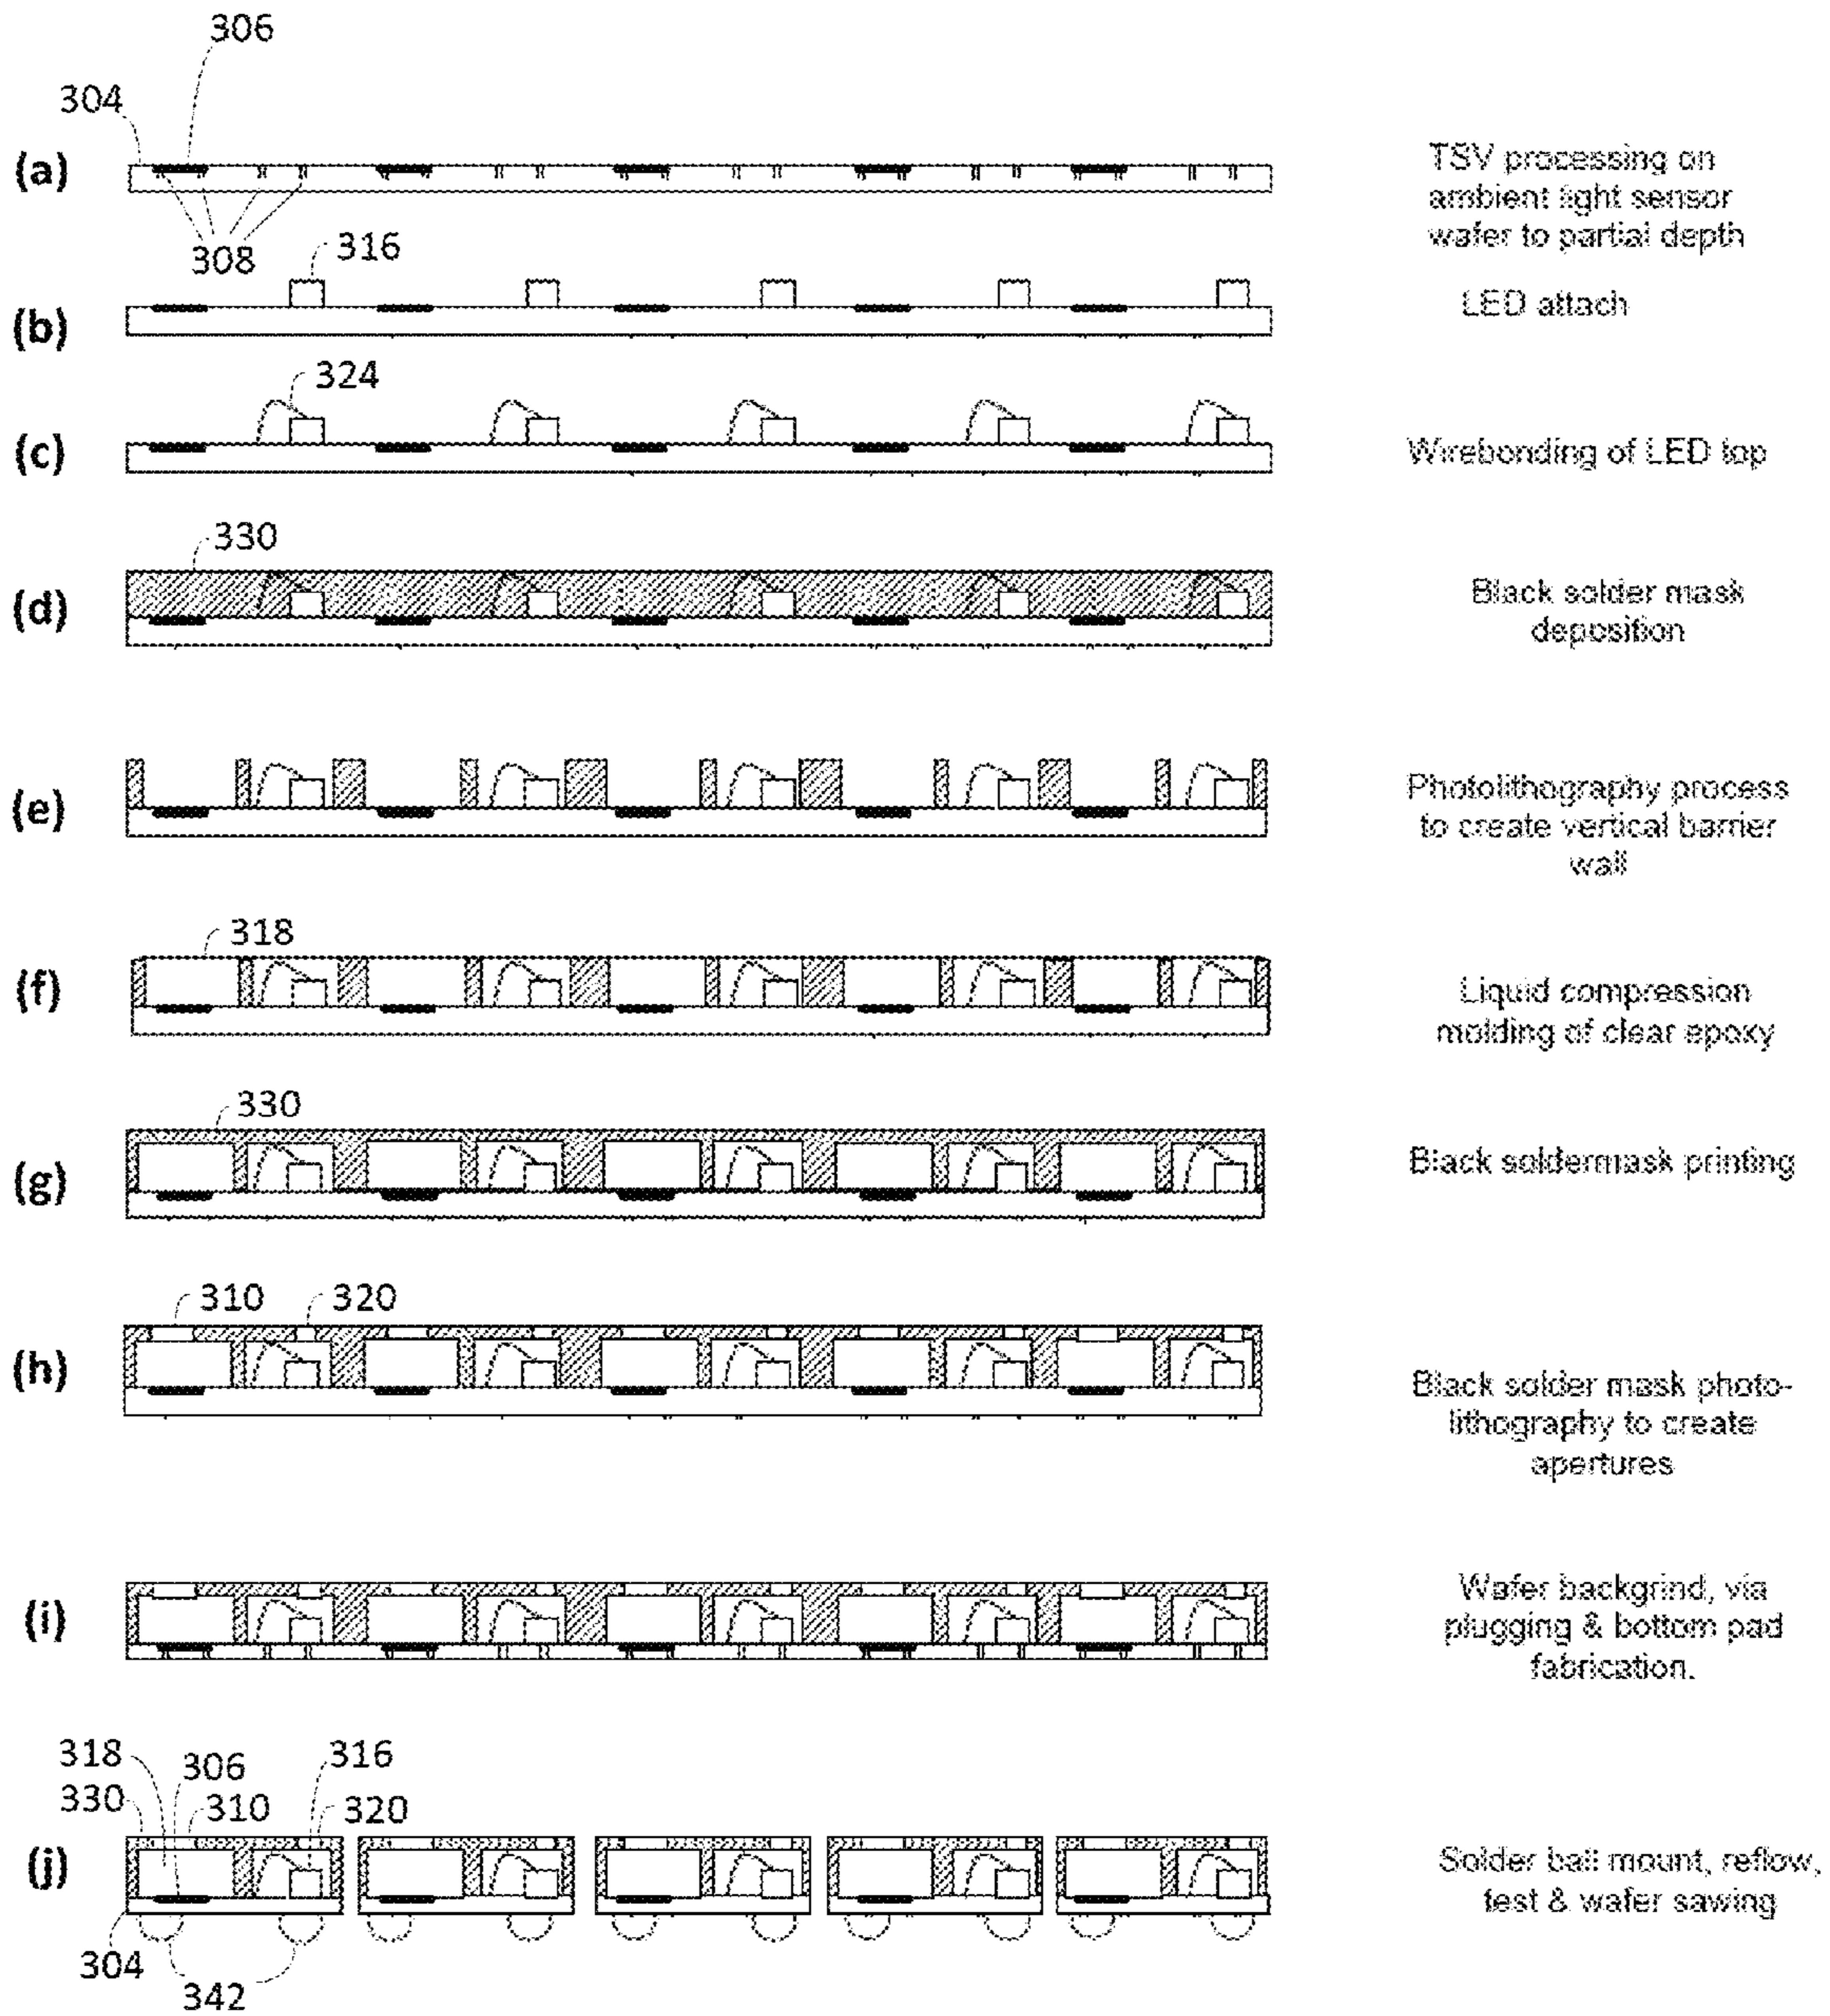 306
304
(a)
TSV processing on
ambient light sensor
wafer to partial depth
308
316
(b)
LED attach
324
(c)
Wirebonding of LED top
330
(d)
Black solder mask
deposition
(e)
Photolithography process
to create vertical barrier
wall
318
(f)
Liquid compression
molding of clear epoxy
330
(g)
Black soldermask printing
310
320
(h)
Black solder mask photo-
lithography to create
apertures
(i)
Wafer backgrind, via
plugging & bottom pad
fabrication.
318
306
316
330
310
320
(j)
Solder ball mount, reflow,
test & wafer sawing
304
342